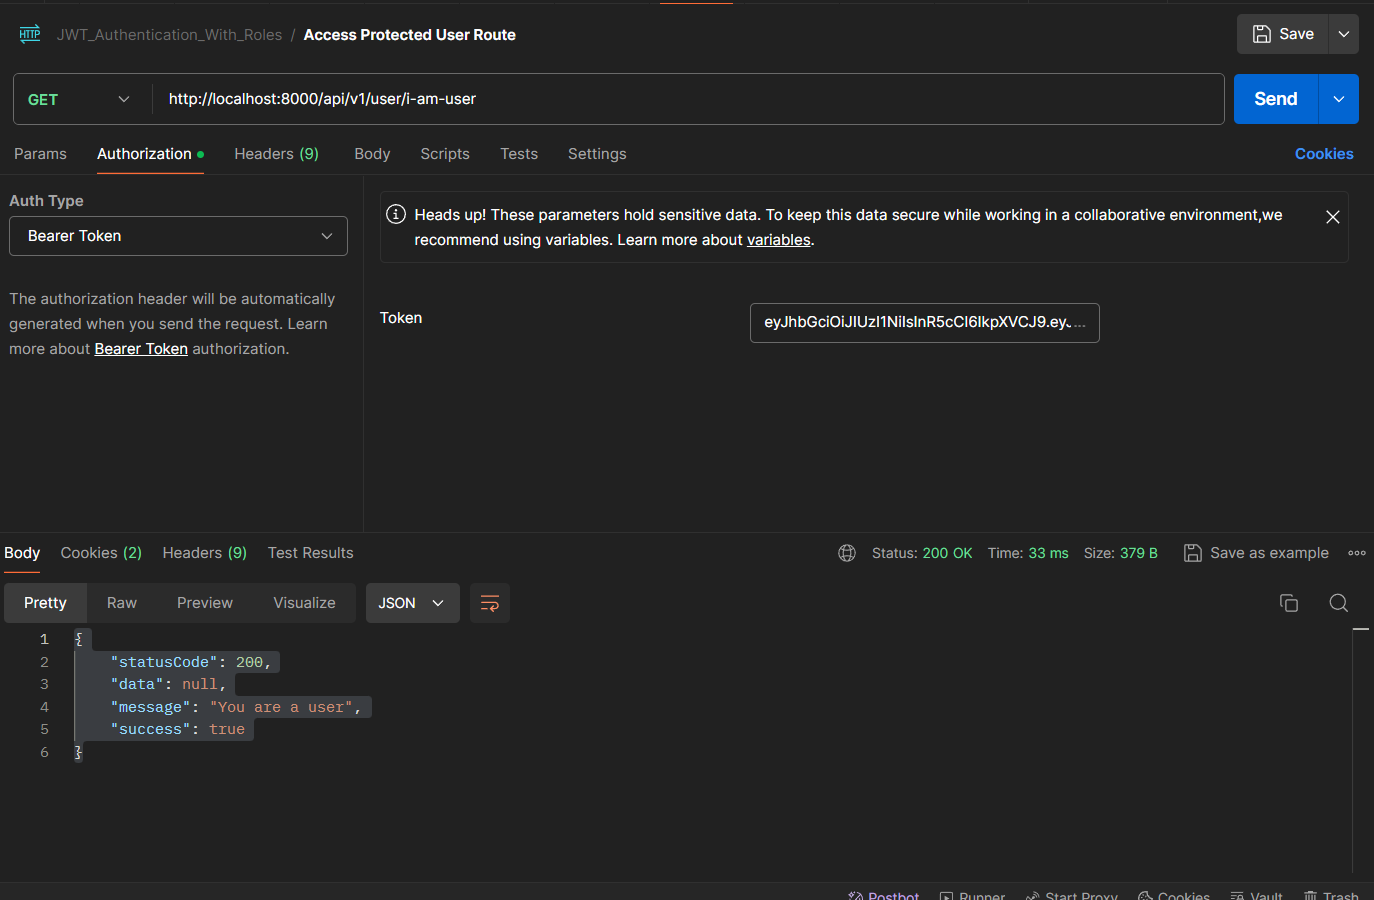 HTTP JWT_Authentication_With_Roles / Access Protected User Route Save
GET http://localhost:8000/api/v1/user/i-am-user Send
Params Authorization Headers (9) Body Scripts Tests Settings Cookies
Auth Type
Bearer Token
The authorization header will be automatically
generated when you send the request. Learn
more about Bearer Token authorization.
Heads up! These parameters hold sensitive data. To keep this data secure while working in a collaborative environment,we
recommend using variables. Learn more about variables.
Token eyJhbGciOiJIUzI1NiIsInR5cCI6IkpXVCJ9.eyJ...
Body Cookies (2) Headers (9) Test Results Status: 200 OK Time: 33 ms Size: 379 B Save as example
Pretty Raw Preview Visualize JSON
1 {
2 "statusCode": 200,
3 "data": null,
4 "message": "You are a user",
5 "success": true
6 }
Postbot Runner Start Proxy Cookies Vault Trash